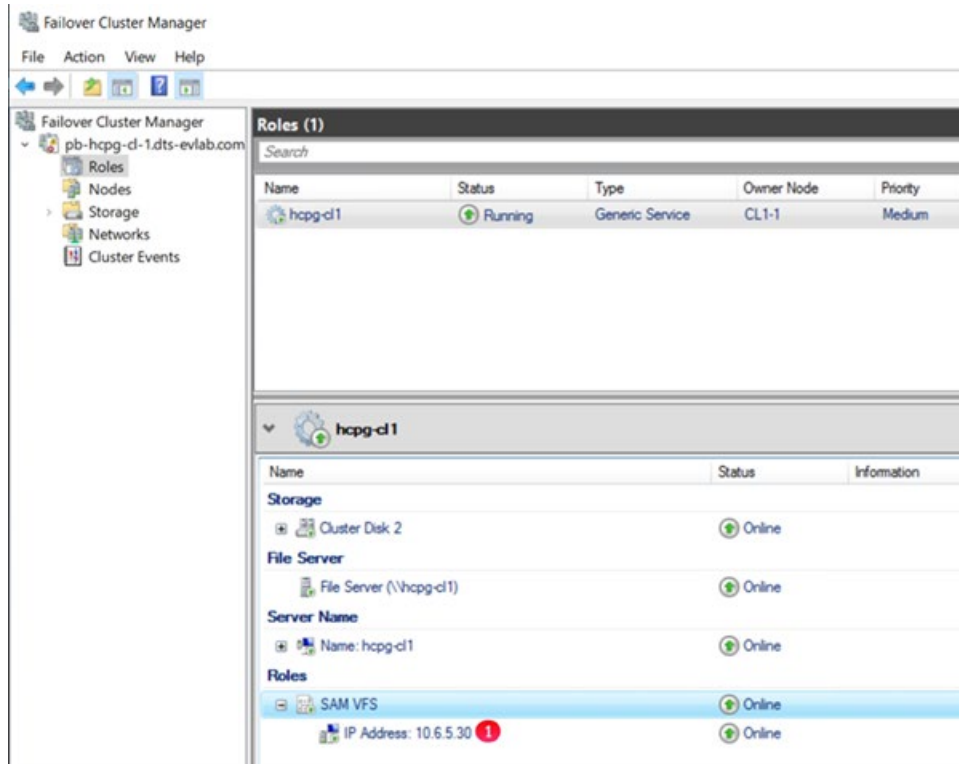 Failover Cluster Manager
File Action View Help
Failover Cluster Manager
pb-hcpg-cl-1.dts-evlab.com
Roles
Nodes
Storage
Networks
Cluster Events
Roles (1)
Search
Name Status Type Owner Node Priority
hcpg-cl1 Running Generic Service CL1-1 Medium
hcpg-cl1
Name Status Information
Storage
Cluster Disk 2 Online
File Server
File Server (\\hcpg-cl1) Online
Server Name
Name: hcpg-cl1 Online
Roles
SAM VFS Online
IP Address: 10.6.5.30 1 Online